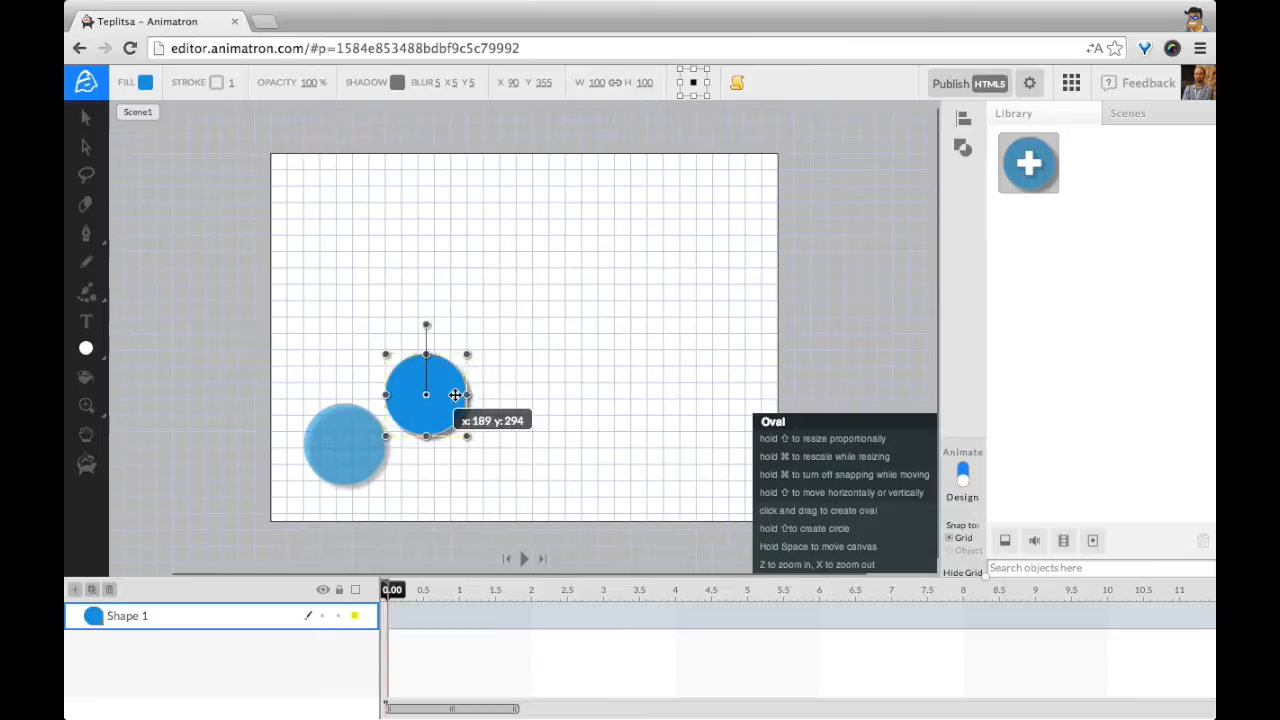 Teplitsa – Animatron
editor.animatron.com/#p=1584e853488bdbf9c5c79992
FILL STROKE 1 OPACITY 100 % SHADOW BLUR 5 X 5 Y 5 X 90 Y 355 W 100 H 100 Publish HTML5 Feedback
Scene1
Library Scenes
x: 189 y: 294
Oval
hold ⇧ to resize proportionally
hold ⌘ to rescale while resizing
hold ⌘ to turn off snapping while moving
hold ⇧ to move horizontally or vertically
click and drag to create oval
hold ⇧to create circle
Hold Space to move canvas
Z to zoom in, X to zoom out
Animate
Design
Snap to:
Grid
Object
Hide Grid
Search objects here
0.00 0.5 1 1.5 2 2.5 3 3.5 4 4.5 5 5.5 6 6.5 7 7.5 8 8.5 9 9.5 10 10.5 11
Shape 1